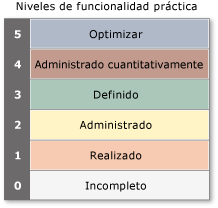 Niveles de funcionalidad práctica
5 Optimizar
4 Administrado cuantitativamente
3 Definido
2 Administrado
1 Realizado
0 Incompleto